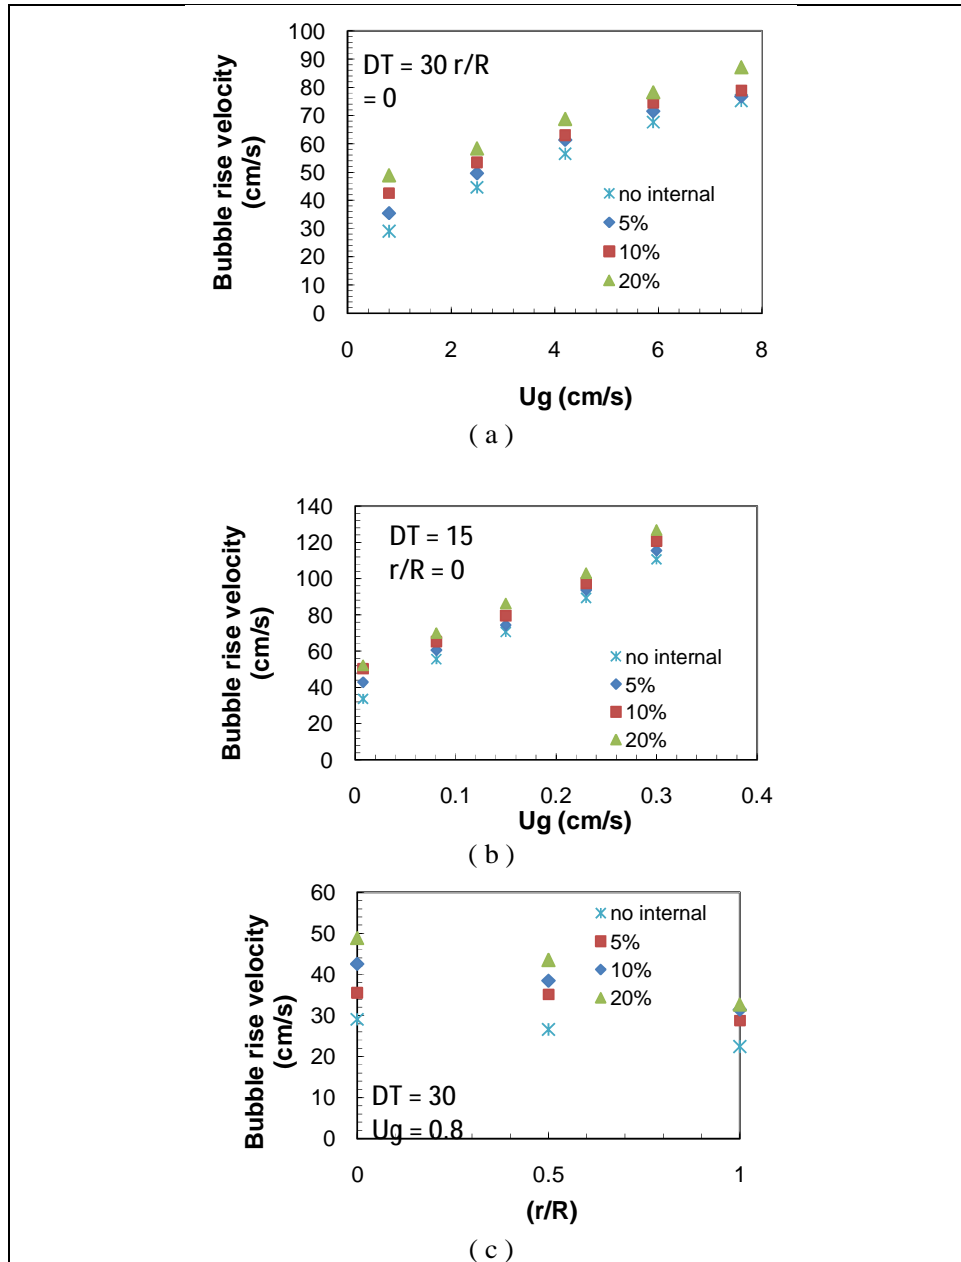 100
90
80
70
60
50
40
30
20
10
0
Bubble rise velocity
(cm/s)
DT = 30 r/R
= 0
no internal
5%
10%
20%
0 2 4 6 8
Ug (cm/s)
( a )
140
120
100
80
60
40
20
0
Bubble rise velocity
(cm/s)
DT = 15
r/R = 0
no internal
5%
10%
20%
0 0.1 0.2 0.3 0.4
Ug (cm/s)
( b )
60
50
40
30
20
10
0
Bubble rise velocity
(cm/s)
no internal
5%
10%
20%
DT = 30
Ug = 0.8
0 0.5 1
(r/R)
( c )